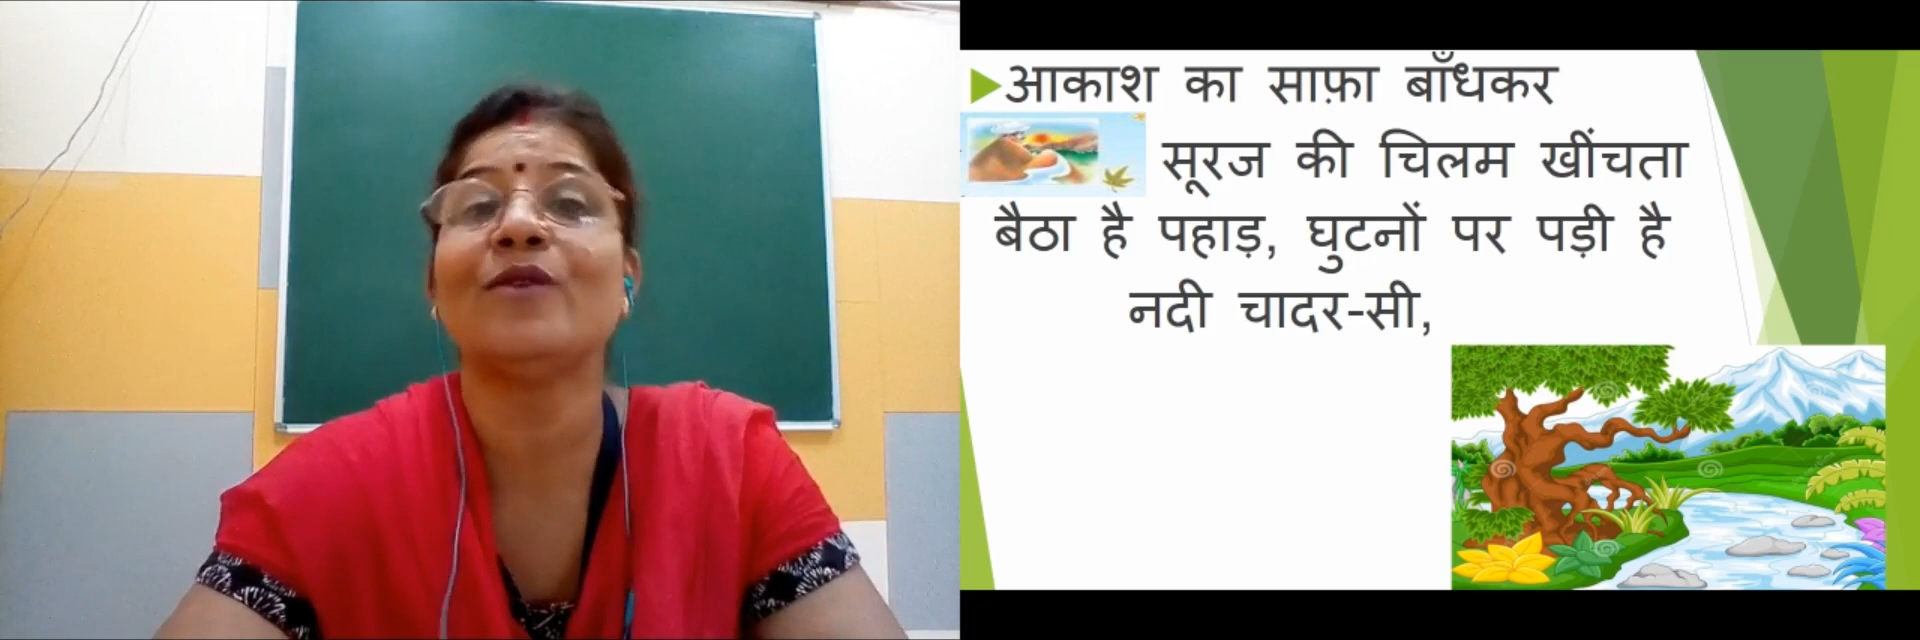 आकाश का साफ़ा बाँधकर
सूरज की चिलम खींचता
बैठा है पहाड़, घुटनों पर पड़ी है
नदी चादर-सी,